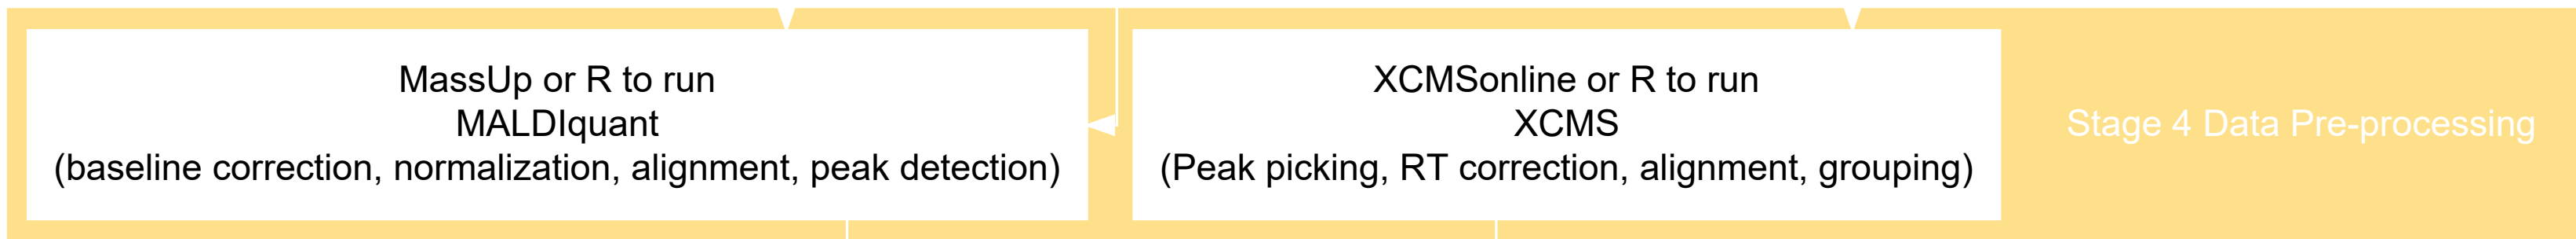 MassUp or R to run
MALDIquant
(baseline correction, normalization, alignment, peak detection)
XCMSonline or R to run
XCMS
(Peak picking, RT correction, alignment, grouping)
Stage 4 Data Pre-processing